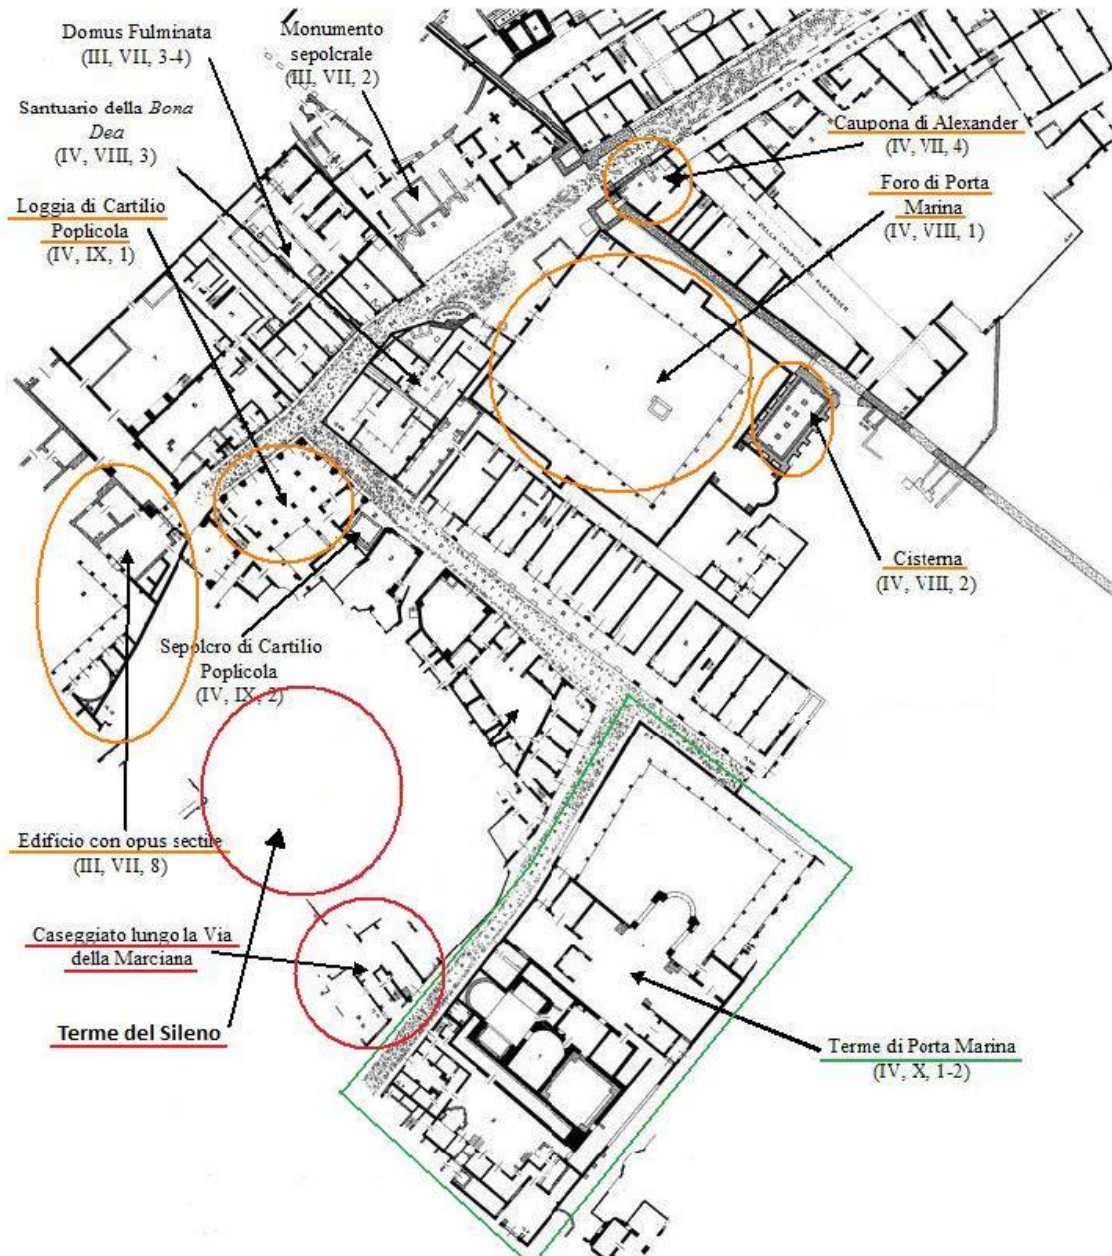 Domus Fulminata
(III, VII, 3-4)
Monumento
sepolcrale
(III, VII, 2)
Santuario della Bona
Dea
(IV, VIII, 3)
Loggia di Cartilio
Poplicola
(IV, IX, 1)
Caupona di Alexander
(IV, VII, 4)
Foro di Porta
Marina
(IV, VIII, 1)
Cisterna
(IV, VIII, 2)
Sepolcro di Cartilio
Poplicola
(IV, IX, 2)
Edificio con opus sectile
(III, VII, 8)
Caseggiato lungo la Via
della Marciana
Terme del Sileno
Terme di Porta Marina
(IV, X, 1-2)